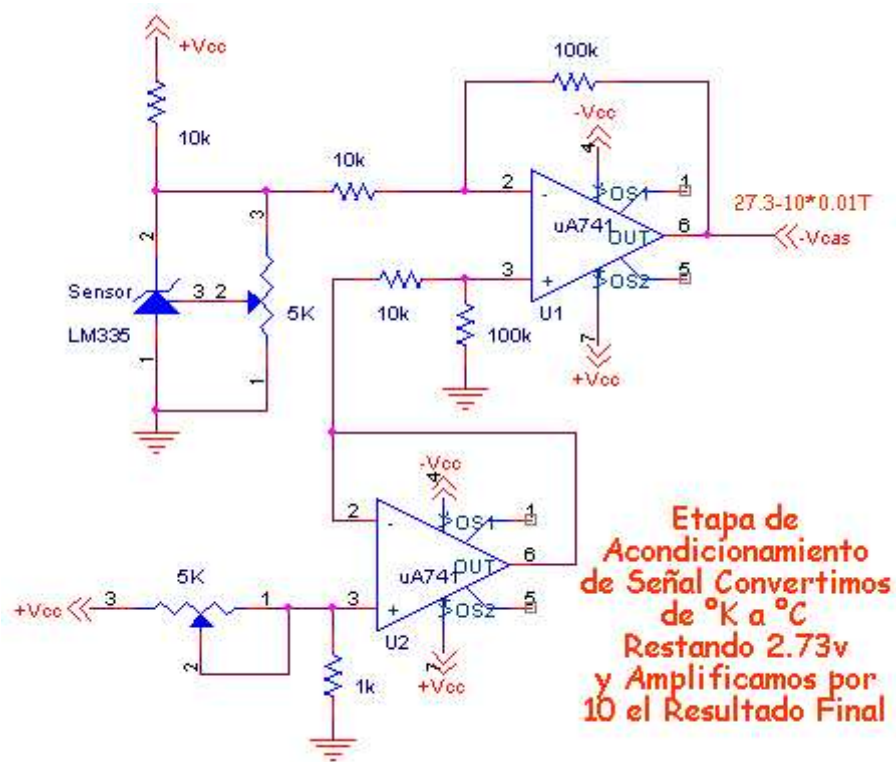 +Vcc
10k
100k
-Vcc
4
10k
2
-
OS1
1
uA741
OUT
6
27.3-10*0.01T
-Vcas
3
+
OS2
5
U1
7
+Vcc
10k
100k
2
3
Sensor
3 2
5K
LM335
1
1
-Vcc
4
2
-
OS1
1
uA741
OUT
6
3
+
OS2
5
U2
7
+Vcc
+Vcc
3
5K
1
2
1k
Etapa de
Acondicionamiento
de Señal Convertimos
de °K a °C
Restando 2.73v
y Amplificamos por
10 el Resultado Final